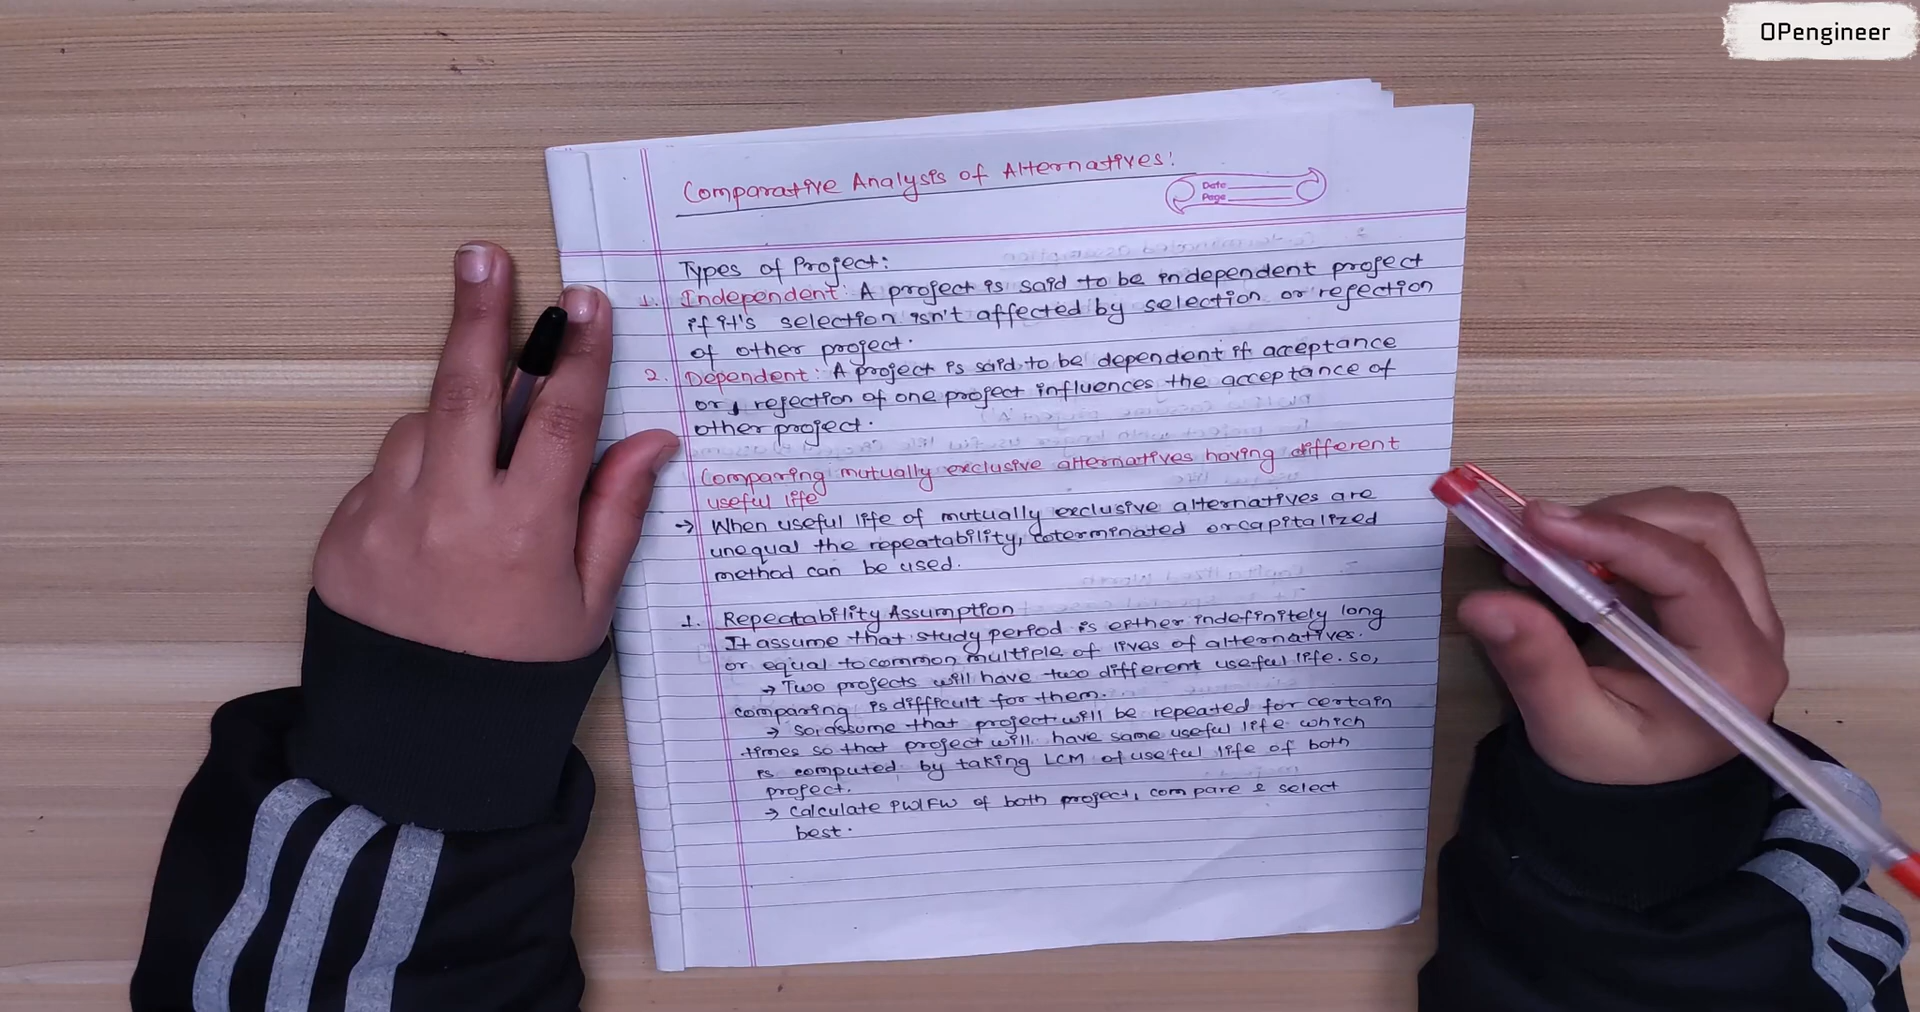 OPengineer
Comparative Analysis of Alternatives:
Date
Page
Types of Project:
1. Independent: A project is said to be independent project
if it's selection isn't affected by selection or rejection
of other project.
2. Dependent: A project is said to be dependent if acceptance
or, rejection of one project influences the acceptance of
other project.
Comparing mutually exclusive alternatives having different
useful life
→ When useful life of mutually exclusive alternatives are
unequal the repeatability, coterminated or capitalized
method can be used.
1. Repeatability Assumption
It assume that study period is either indefinitely long
or equal to common multiple of lives of alternatives.
→ Two projects will have two different useful life. so,
comparing is difficult for them.
→ so, assume that project will be repeated for certain
times so that project will have same useful life which
is computed by taking LCM of useful life of both
project.
→ Calculate PW/FW of both project, compare & select
best.